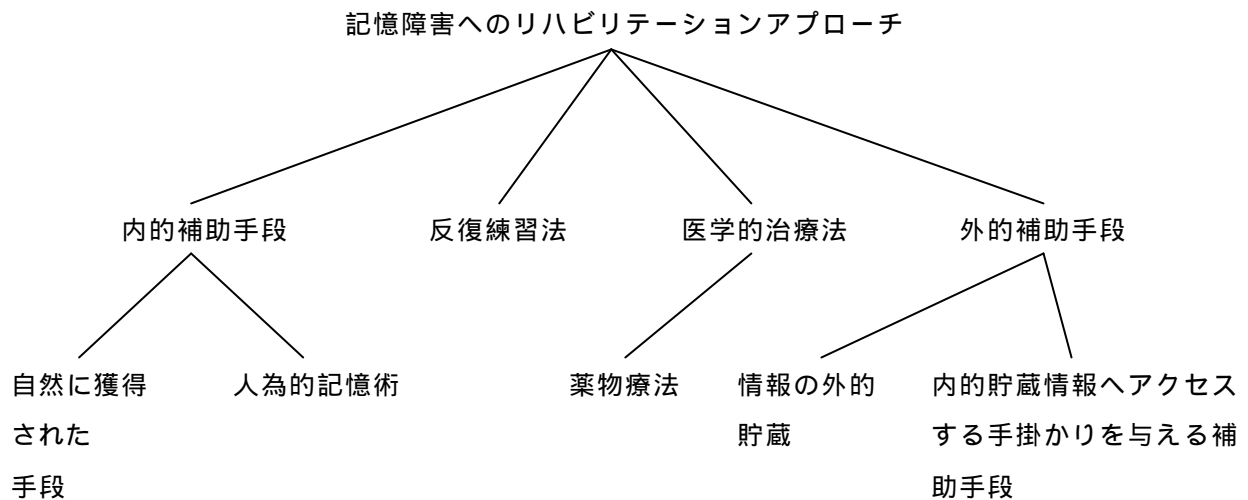 記憶障害へのリハビリテーションアプローチ
内的補助手段
反復練習法
医学的治療法
外的補助手段
自然に獲得
された
手段
人為的記憶術
薬物療法
情報の外的
貯蔵
内的貯蔵情報へアクセス
する手掛かりを与える補
助手段